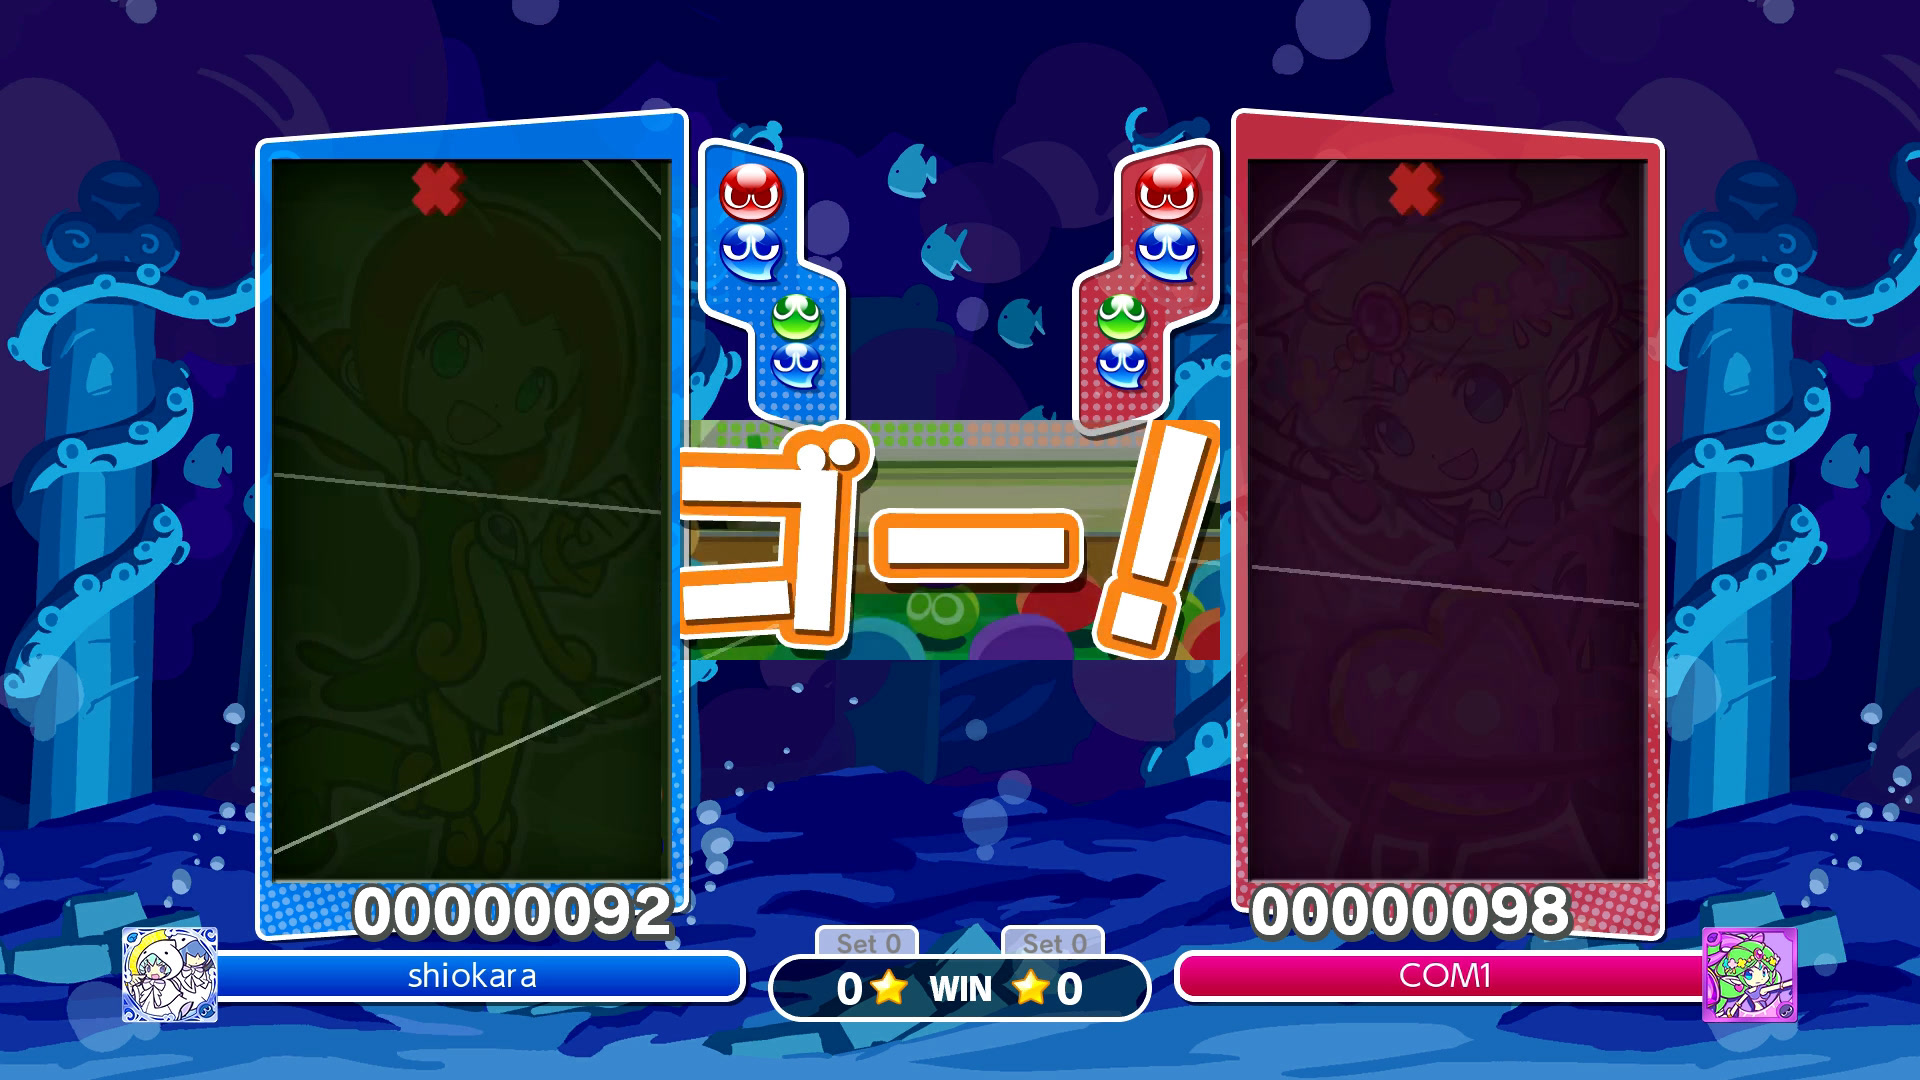 ゴー!
00000092
00000098
Set 0
Set 0
shiokara
0 WIN 0
COM1